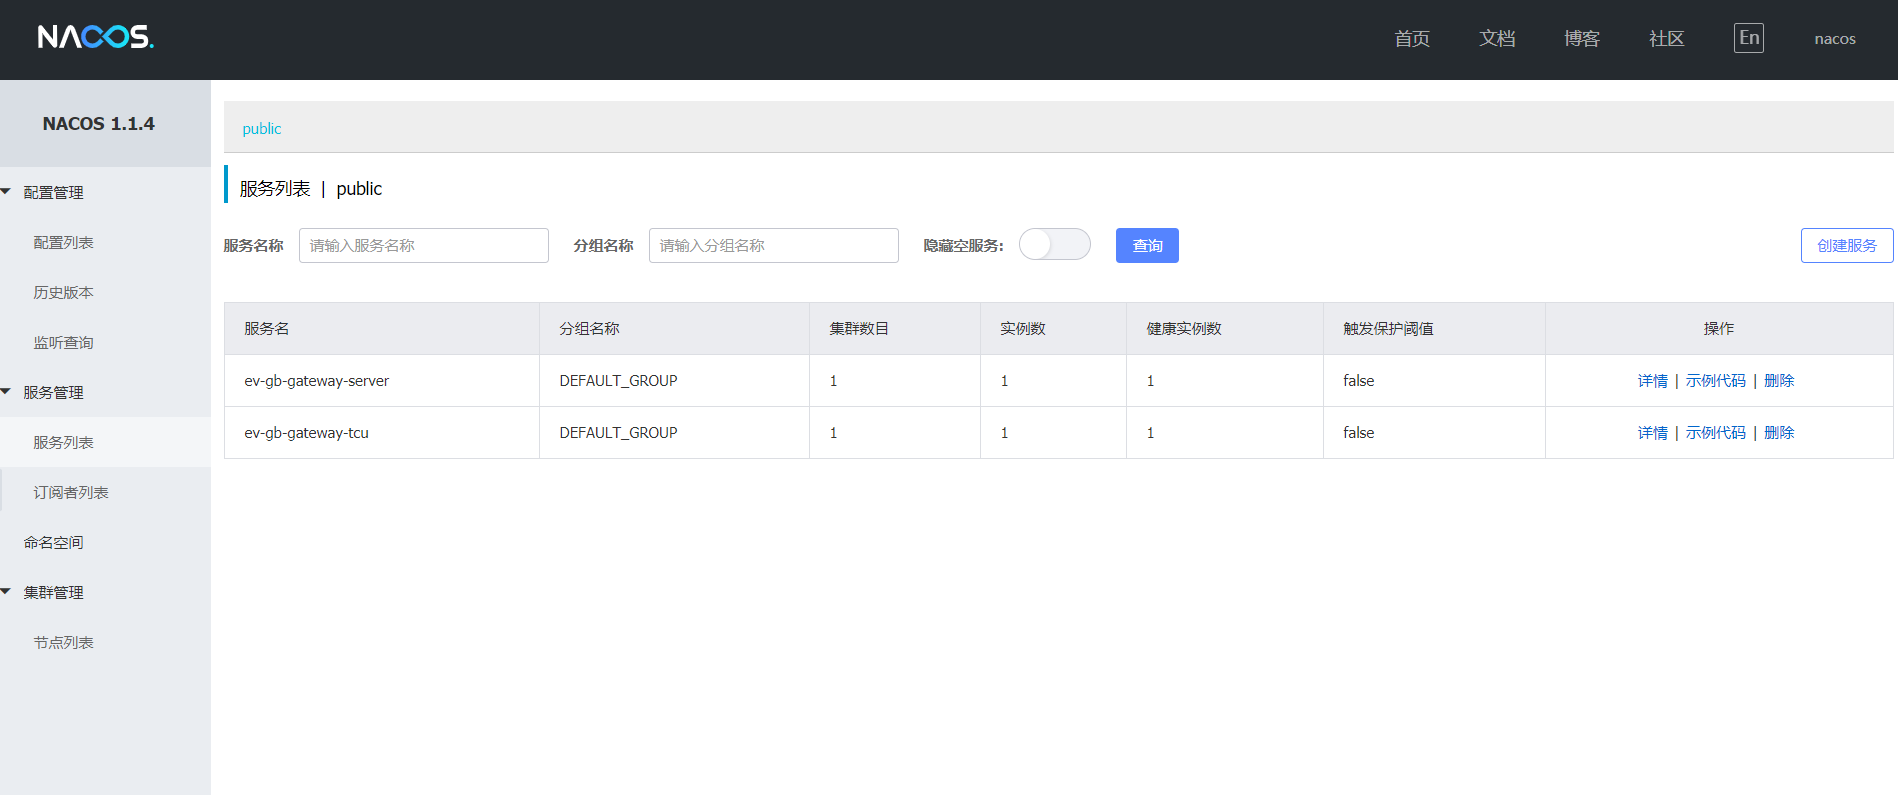 NACOS.
首页 文档 博客 社区 En nacos
NACOS 1.1.4
配置管理
配置列表
历史版本
监听查询
服务管理
服务列表
订阅者列表
命名空间
集群管理
节点列表
public
服务列表 | public
服务名称 请输入服务名称 分组名称 请输入分组名称 隐藏空服务: 查询 创建服务
服务名 分组名称 集群数目 实例数 健康实例数 触发保护阈值 操作
ev-gb-gateway-server DEFAULT_GROUP 1 1 1 false 详情 | 示例代码 | 删除
ev-gb-gateway-tcu DEFAULT_GROUP 1 1 1 false 详情 | 示例代码 | 删除